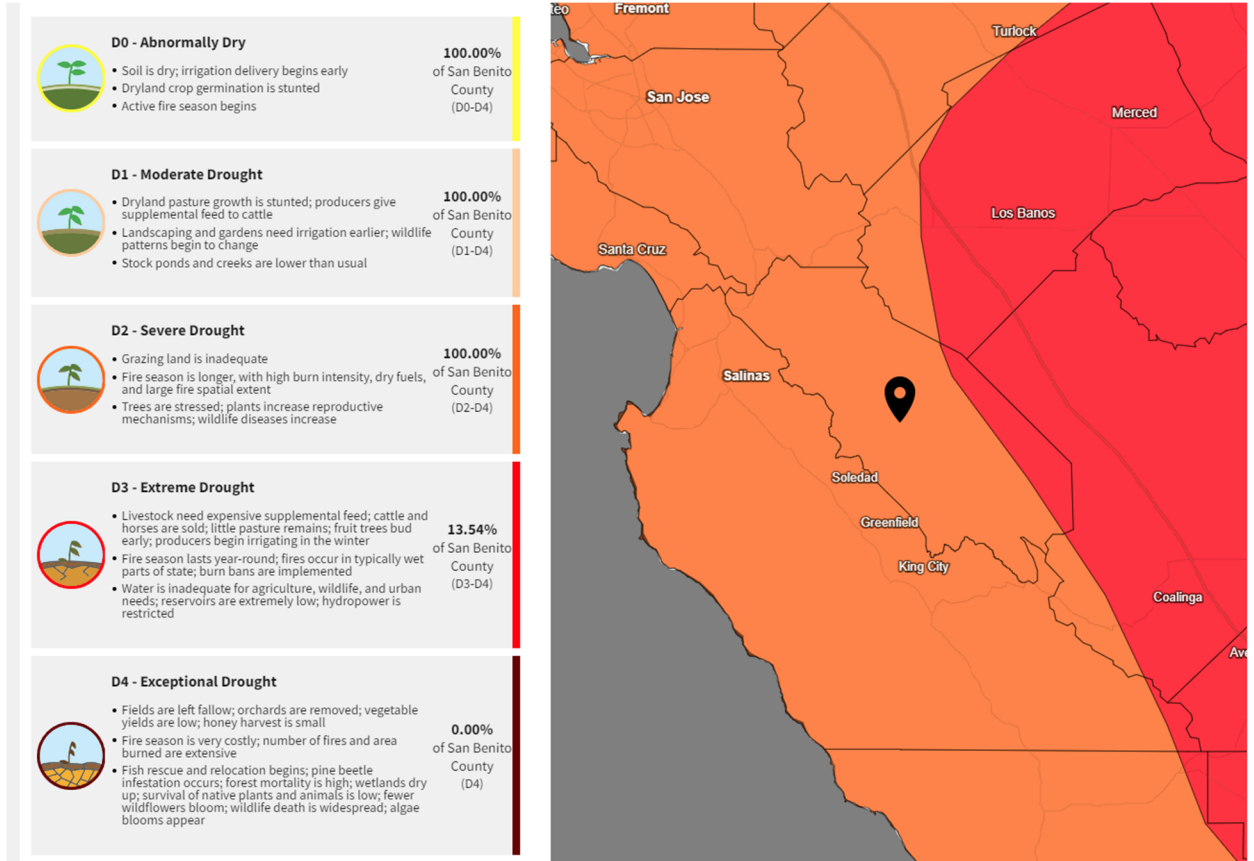 D0 - Abnormally Dry
• Soil is dry; irrigation delivery begins early
• Dryland crop germination is stunted
• Active fire season begins
100.00%
of San Benito
County
(D0-D4)
D1 - Moderate Drought
• Dryland pasture growth is stunted; producers give
supplemental feed to cattle
• Landscaping and gardens need irrigation earlier; wildlife
patterns begin to change
• Stock ponds and creeks are lower than usual
100.00%
of San Benito
County
(D1-D4)
D2 - Severe Drought
• Grazing land is inadequate
• Fire season is longer, with high burn intensity, dry fuels,
and large fire spatial extent
• Trees are stressed; plants increase reproductive
mechanisms; wildlife diseases increase
100.00%
of San Benito
County
(D2-D4)
D3 - Extreme Drought
• Livestock need expensive supplemental feed; cattle and
horses are sold; little pasture remains; fruit trees bud
early; producers begin irrigating in the winter
• Fire season lasts year-round; fires occur in typically wet
parts of state; burn bans are implemented
• Water is inadequate for agriculture, wildlife, and urban
needs; reservoirs are extremely low; hydropower is
restricted
13.54%
of San Benito
County
(D3-D4)
D4 - Exceptional Drought
• Fields are left fallow; orchards are removed; vegetable
yields are low; honey harvest is small
• Fire season is very costly; number of fires and area
burned are extensive
• Fish rescue and relocation begins; pine beetle
infestation occurs; forest mortality is high; wetlands dry
up; survival of native plants and animals is low; fewer
wildflowers bloom; wildlife death is widespread; algae
blooms appear
0.00%
of San Benito
County
(D4)
teo
Fremont
Turlock
San Jose
Merced
Los Banos
Santa Cruz
Salinas
Soledad
Greenfield
King City
Coalinga
Ave